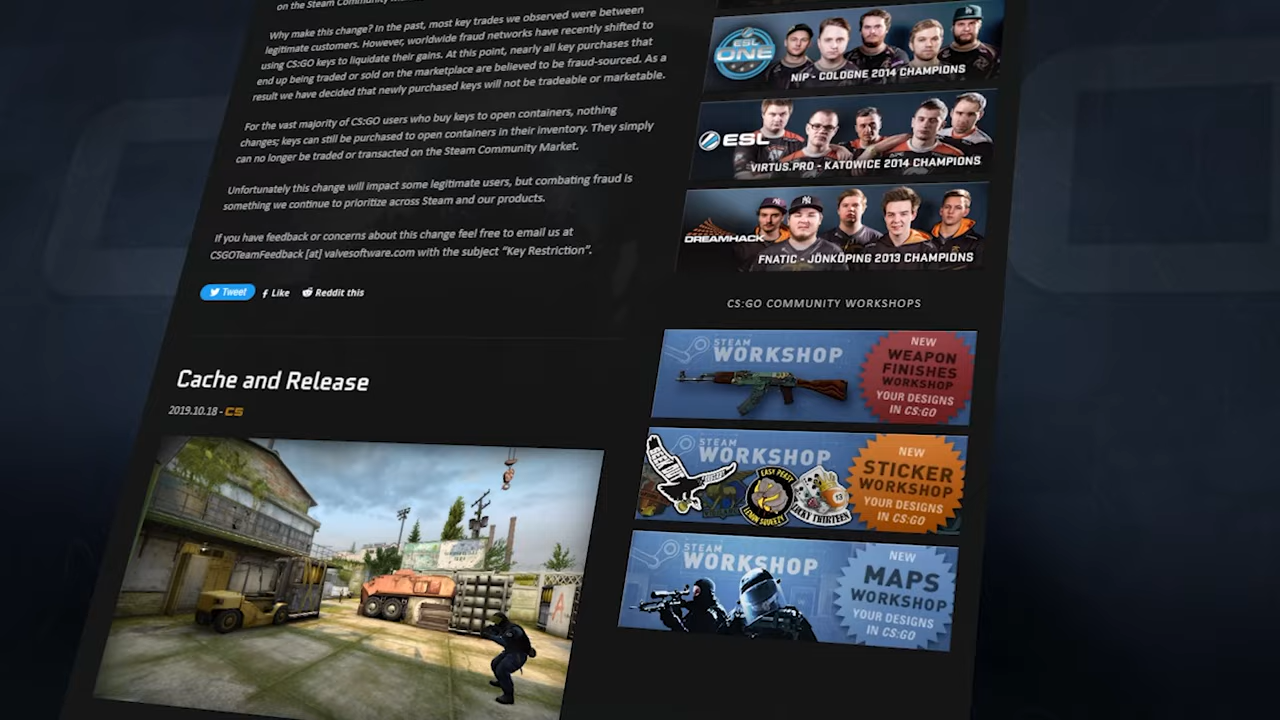 on the Steam Community
Why make this change? In the past, most key trades we observed were between
legitimate customers. However, worldwide fraud networks have recently shifted to
using CS:GO keys to liquidate their gains. At this point, nearly all key purchases that
end up being traded or sold on the marketplace are believed to be fraud-sourced. As a
result we have decided that newly purchased keys will not be tradeable or marketable.
For the vast majority of CS:GO users who buy keys to open containers, nothing
changes; keys can still be purchased to open containers in their inventory. They simply
can no longer be traded or transacted on the Steam Community Market.
Unfortunately this change will impact some legitimate users, but combating fraud is
something we continue to prioritize across Steam and our products.
If you have feedback or concerns about this change feel free to email us at
CSGOTeamFeedback [at] valvesoftware.com with the subject “Key Restriction”.
Tweet
Like
Reddit this
Cache and Release
2019.10.18 - CS
A
ESL
ONE
NIP - COLOGNE 2014 CHAMPIONS
ESL
VIRTUS.PRO - KATOWICE 2014 CHAMPIONS
DREAMHACK
FNATIC - JÖNKÖPING 2013 CHAMPIONS
CS:GO COMMUNITY WORKSHOPS
STEAM
WORKSHOP
NEW
WEAPON
FINISHES
WORKSHOP
YOUR DESIGNS
IN CS:GO
STEAM
WORKSHOP
EASY PEASY
LEMON SQUEEZY
LUCKY THIRTEEN
13
NEW
STICKER
WORKSHOP
YOUR DESIGNS
IN CS:GO
STEAM
WORKSHOP
NEW
MAPS
WORKSHOP
YOUR DESIGNS
IN CS:GO